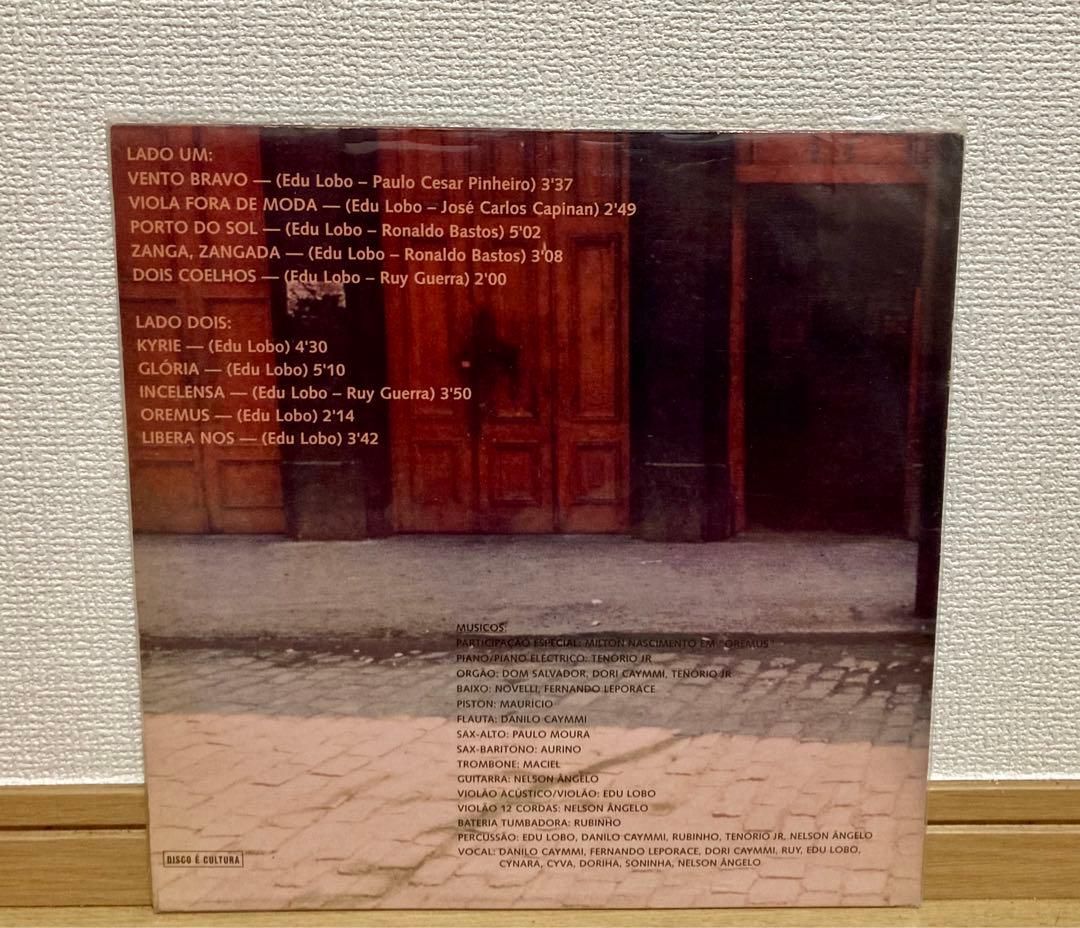 LADO UM:
VENTO BRAVO — (Edu Lobo – Paulo Cesar Pinheiro) 3'37
VIOLA FORA DE MODA — (Edu Lobo – José Carlos Capinan) 2'49
PORTO DO SOL — (Edu Lobo – Ronaldo Bastos) 5'02
ZANGA, ZANGADA — (Edu Lobo – Ronaldo Bastos) 3'08
DOIS COELHOS — (Edu Lobo – Ruy Guerra) 2'00
LADO DOIS:
KYRIE — (Edu Lobo) 4'30
GLÓRIA — (Edu Lobo) 5'10
INCELENSA — (Edu Lobo – Ruy Guerra) 3'50
OREMUS — (Edu Lobo) 2'14
LIBERA NOS — (Edu Lobo) 3'42
MUSICOS:
PARTICIPAÇÃO ESPECIAL: MILTON NASCIMENTO EM "OREMUS"
PIANO/PIANO ELÉCTRICO: TENÓRIO JR
ORGÃO: DOM SALVADOR, DORI CAYMMI, TENÓRIO JR
BAIXO: NOVELLI, FERNANDO LEPORACE
PISTON: MAURÍCIO
FLAUTA: DANILO CAYMMI
SAX-ALTO: PAULO MOURA
SAX-BARITONO: AURINO
TROMBONE: MACIEL
GUITARRA: NELSON ÂNGELO
VIOLÃO ACÚSTICO/VIOLÃO: EDU LOBO
VIOLÃO 12 CORDAS: NELSON ÂNGELO
BATERIA TUMBADORA: RUBINHO
PERCUSSÃO: EDU LOBO, DANILO CAYMMI, RUBINHO, TENÓRIO JR, NELSON ÂNGELO
VOCAL: DANILO CAYMMI, FERNANDO LEPORACE, DORI CAYMMI, RUY, EDU LOBO,
CYNARA, CYVA, DORIHA, SONINHA, NELSON ÂNGELO
DISCO É CULTURA